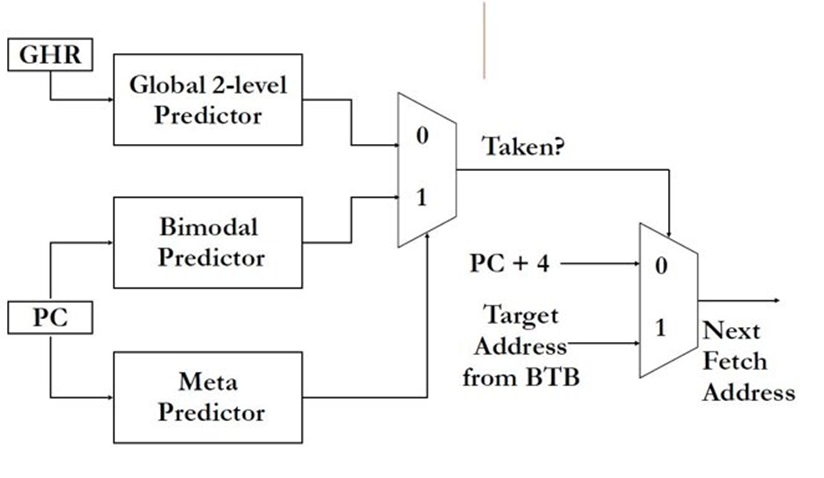 GHR
Global 2-level
Predictor
0
1
Taken?
Bimodal
Predictor
PC
Meta
Predictor
PC + 4
Target
Address
from BTB
0
1
Next
Fetch
Address